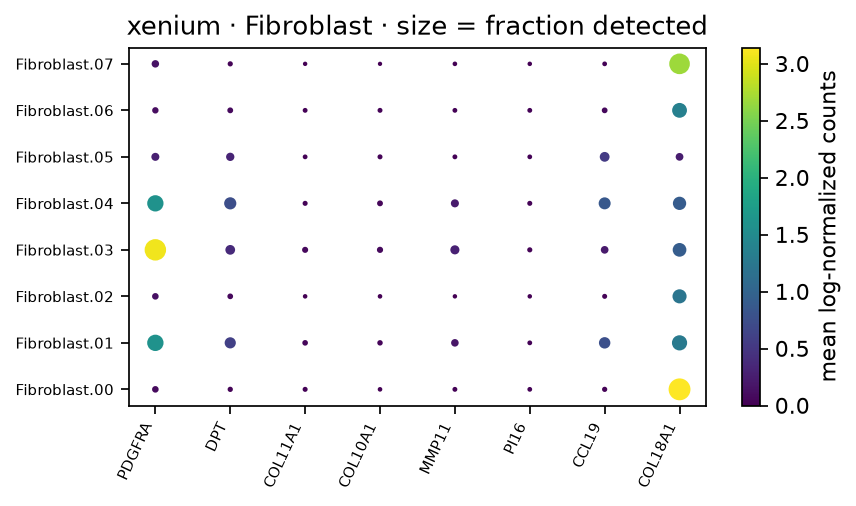 xenium · Fibroblast · size = fraction detected
Fibroblast.07
Fibroblast.06
Fibroblast.05
Fibroblast.04
Fibroblast.03
Fibroblast.02
Fibroblast.01
Fibroblast.00
PDGFRA
DPT
COL11A1
COL10A1
MMP11
PI16
CCL19
COL18A1
3.0
2.5
2.0
1.5
1.0
0.5
0.0
mean log-normalized counts